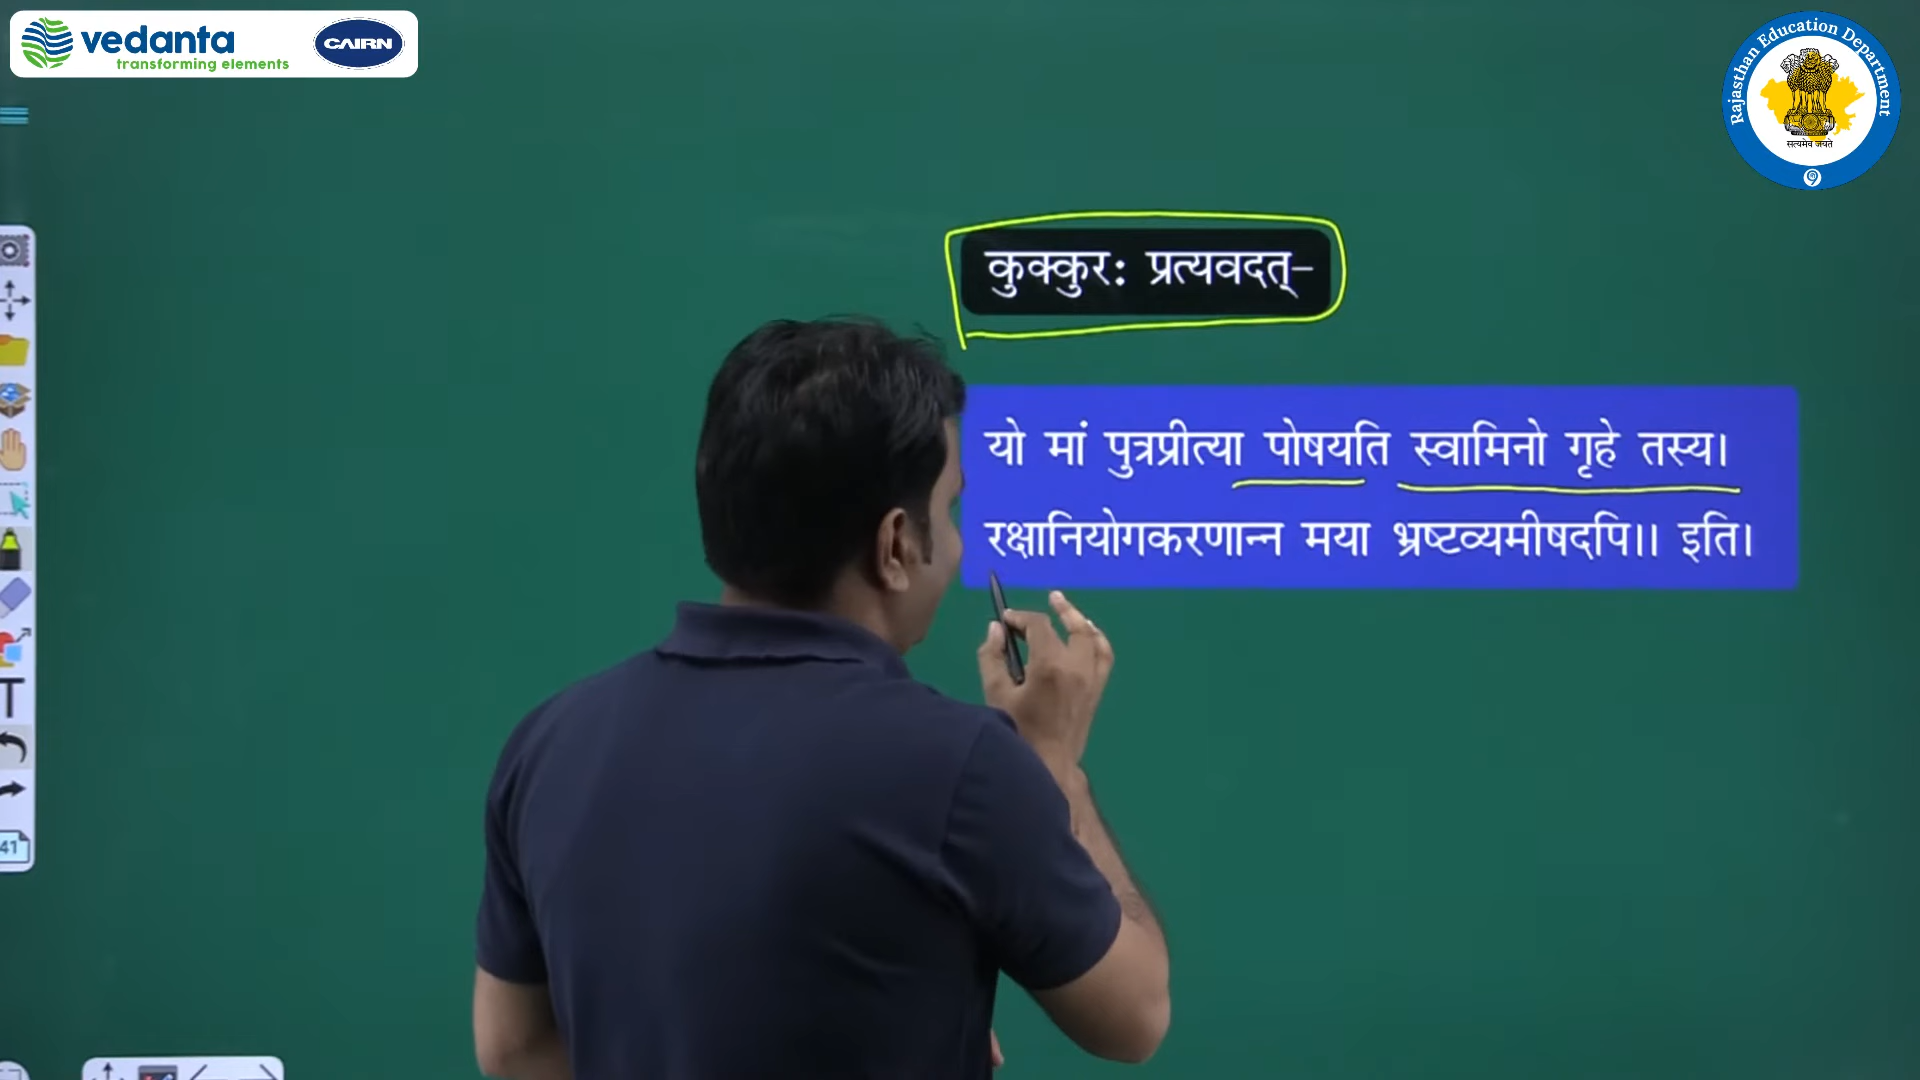 vedanta
transforming elements
CAIRN
Rajasthan Education Department
सत्यमेव जयते
कुक्कुरः प्रत्यवदत्–
यो मां पुत्रप्रीत्या पोषयति स्वामिनो गृहे तस्य।
रक्षानियोगकरणान्न मया भ्रष्टव्यमीषदपि।। इति।
T
41